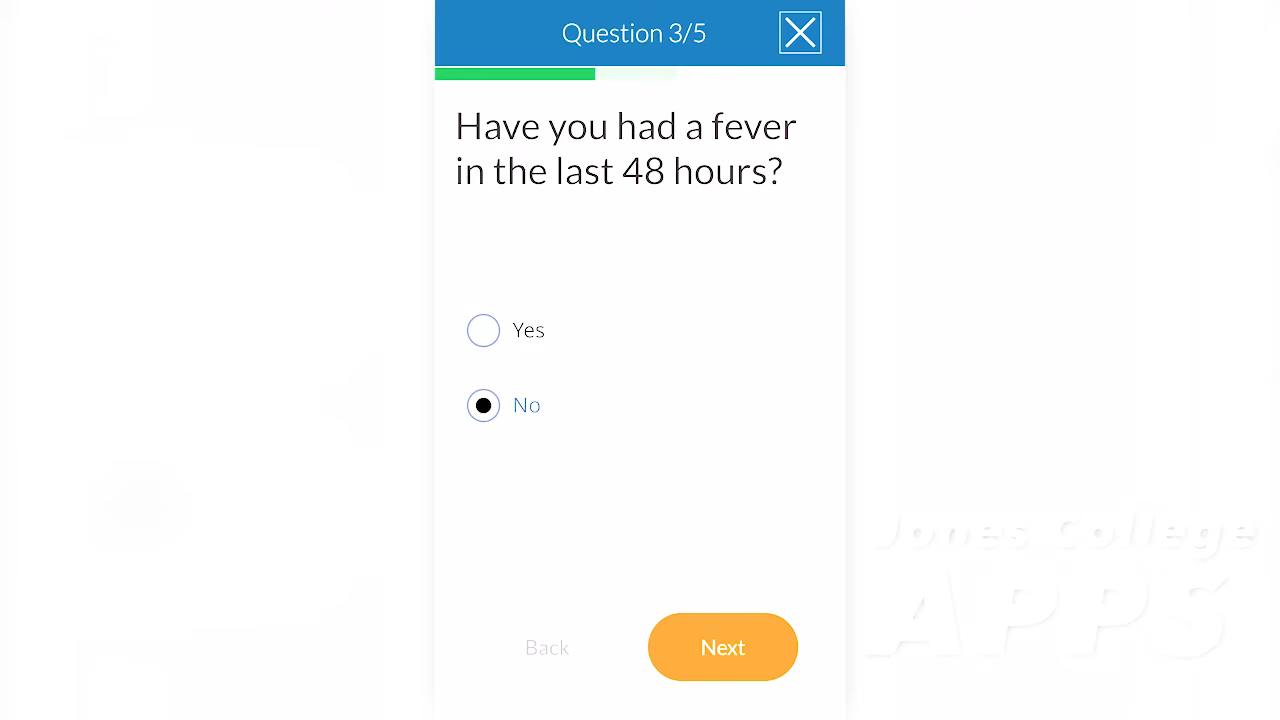 Question 3/5
Have you had a fever
in the last 48 hours?
Yes
No
Back
Next
Jones College
APPS